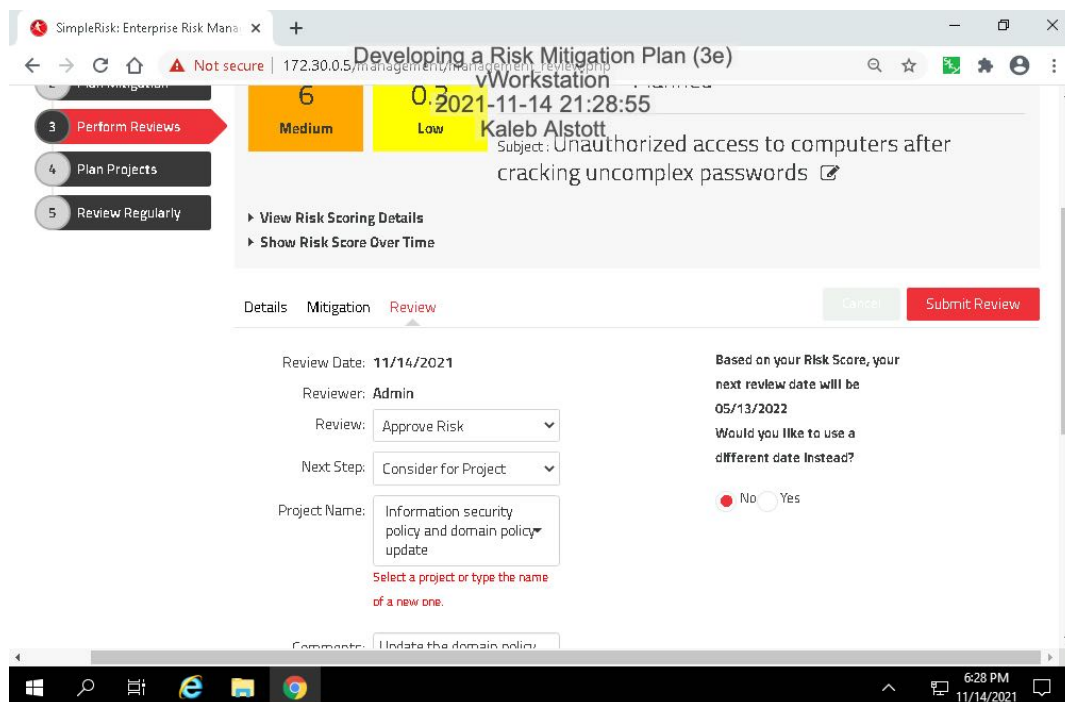 SimpleRisk: Enterprise Risk Mana
Not secure | 172.30.0.5/management/management_review.php
Developing a Risk Mitigation Plan (3e)
vWorkstation
2021-11-14 21:28:55
Kaleb Alstott
3 Perform Reviews
4 Plan Projects
5 Review Regularly
6
Medium
Low
Subject: Unauthorized access to computers after
cracking uncomplex passwords
View Risk Scoring Details
Show Risk Score Over Time
Details Mitigation Review
Cancel Submit Review
Review Date: 11/14/2021
Reviewer: Admin
Review: Approve Risk
Next Step: Consider for Project
Project Name: Information security
policy and domain policy
update
Select a project or type the name
of a new one.
Comments: Update the domain policy
Based on your Risk Score, your
next review date will be
05/13/2022
Would you like to use a
different date instead?
No Yes
6:28 PM
11/14/2021